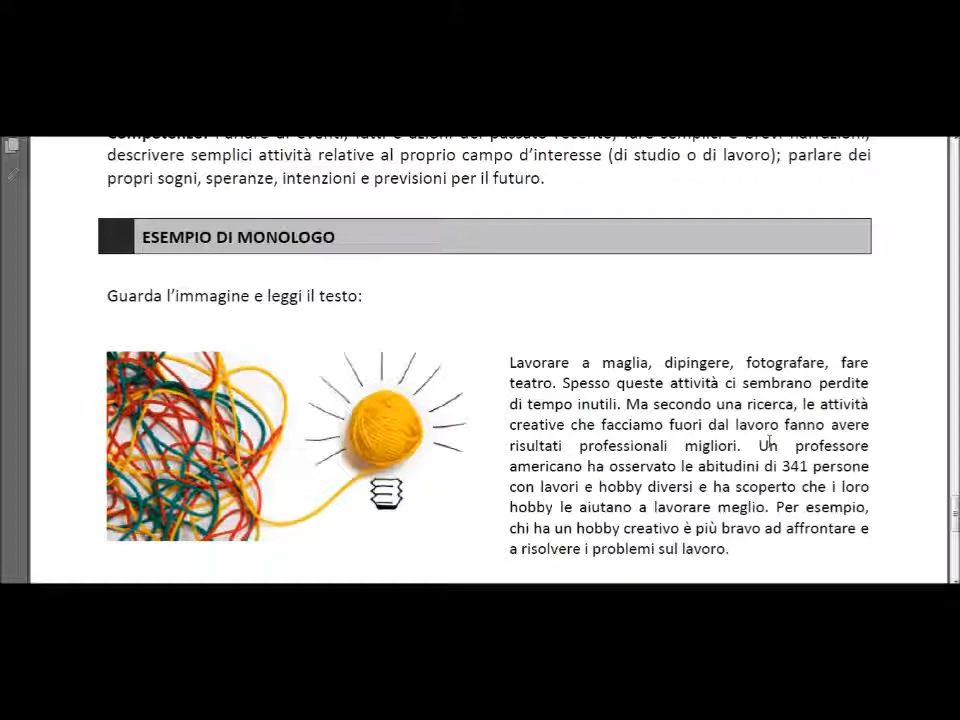 descrivere semplici attività relative al proprio campo d'interesse (di studio o di lavoro); parlare dei
propri sogni, speranze, intenzioni e previsioni per il futuro.
ESEMPIO DI MONOLOGO
Guarda l'immagine e leggi il testo:
Lavorare a maglia, dipingere, fotografare, fare
teatro. Spesso queste attività ci sembrano perdite
di tempo inutili. Ma secondo una ricerca, le attività
creative che facciamo fuori dal lavoro fanno avere
risultati professionali migliori. Un professore
americano ha osservato le abitudini di 341 persone
con lavori e hobby diversi e ha scoperto che i loro
hobby le aiutano a lavorare meglio. Per esempio,
chi ha un hobby creativo è più bravo ad affrontare e
a risolvere i problemi sul lavoro.